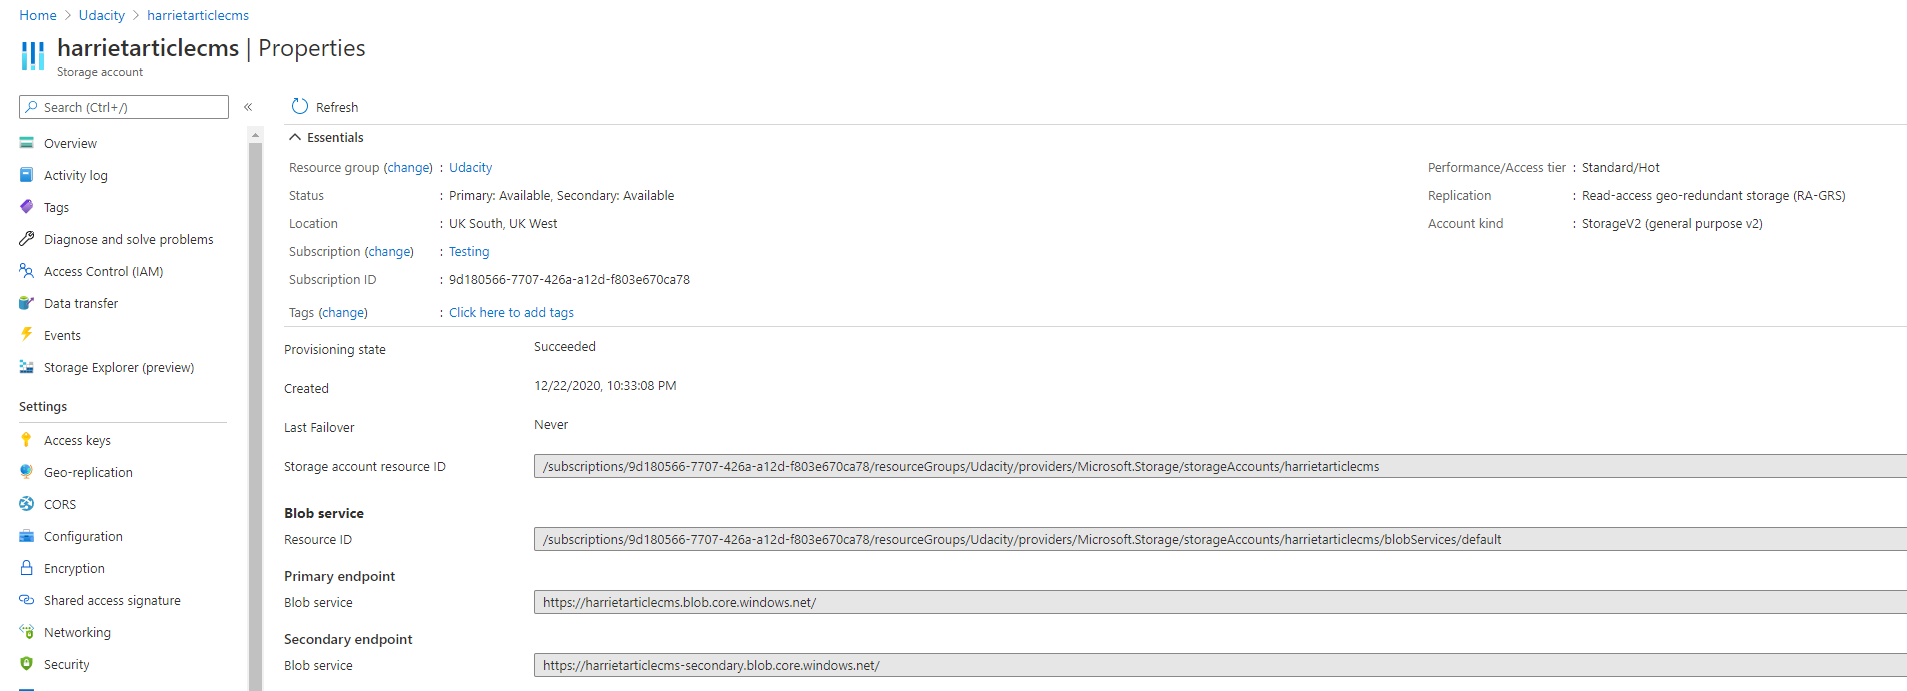 Home > Udacity > harrietarticlecms
harrietarticlecms | Properties
Storage account
Search (Ctrl+/)
«
Overview
Activity log
Tags
Diagnose and solve problems
Access Control (IAM)
Data transfer
Events
Storage Explorer (preview)
Settings
Access keys
Geo-replication
CORS
Configuration
Encryption
Shared access signature
Networking
Security
Refresh
Essentials
Resource group (change) : Udacity
Status : Primary: Available, Secondary: Available
Location : UK South, UK West
Subscription (change) : Testing
Subscription ID : 9d180566-7707-426a-a12d-f803e670ca78
Tags (change) : Click here to add tags
Performance/Access tier : Standard/Hot
Replication : Read-access geo-redundant storage (RA-GRS)
Account kind : StorageV2 (general purpose v2)
Provisioning state Succeeded
Created 12/22/2020, 10:33:08 PM
Last Failover Never
Storage account resource ID /subscriptions/9d180566-7707-426a-a12d-f803e670ca78/resourceGroups/Udacity/providers/Microsoft.Storage/storageAccounts/harrietarticlecms
Blob service
Resource ID /subscriptions/9d180566-7707-426a-a12d-f803e670ca78/resourceGroups/Udacity/providers/Microsoft.Storage/storageAccounts/harrietarticlecms/blobServices/default
Primary endpoint
Blob service https://harrietarticlecms.blob.core.windows.net/
Secondary endpoint
Blob service https://harrietarticlecms-secondary.blob.core.windows.net/